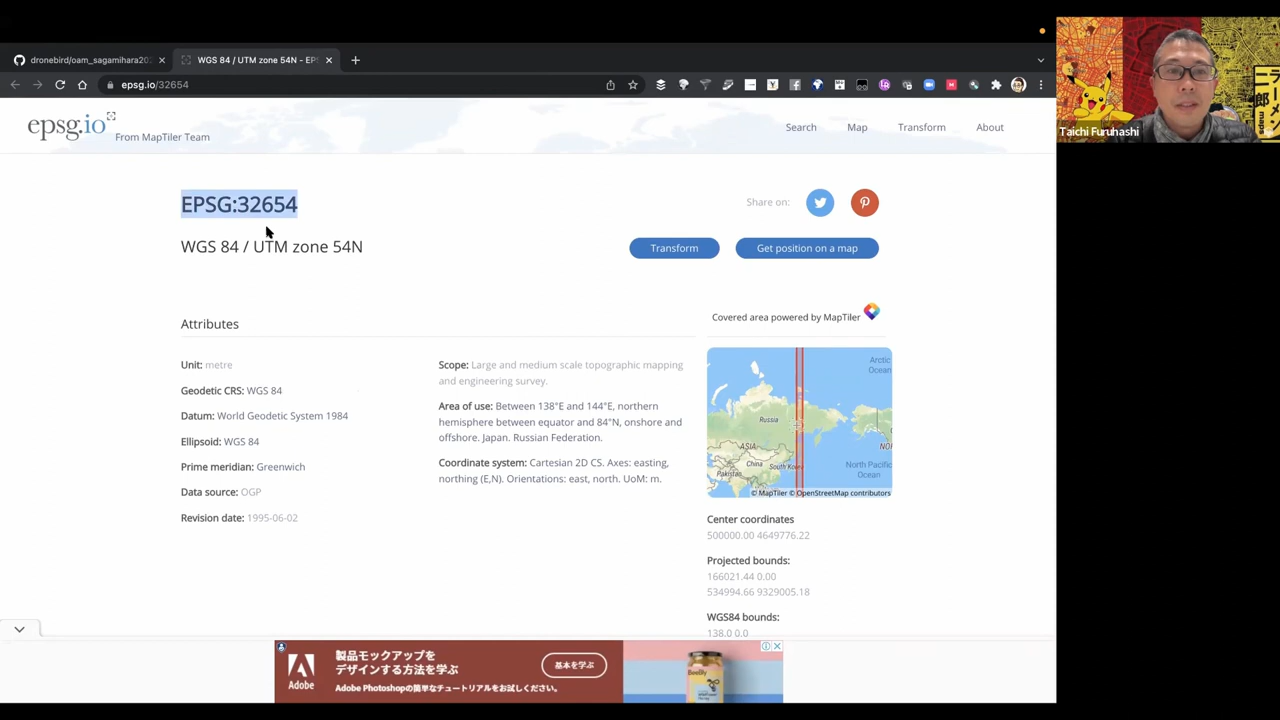 dronebird/oam_sagamihara20
WGS 84 / UTM zone 54N - EP
epsg.io/32654
epsg.io
From MapTiler Team
Search
Map
Transform
About
EPSG:32654
Share on:
WGS 84 / UTM zone 54N
Transform
Get position on a map
Attributes
Covered area powered by MapTiler
Unit: metre
Geodetic CRS: WGS 84
Datum: World Geodetic System 1984
Ellipsoid: WGS 84
Prime meridian: Greenwich
Data source: OGP
Revision date: 1995-06-02
Scope: Large and medium scale topographic mapping
and engineering survey.
Area of use: Between 138°E and 144°E, northern
hemisphere between equator and 84°N, onshore and
offshore. Japan. Russian Federation.
Coordinate system: Cartesian 2D CS. Axes: easting,
northing (E,N). Orientations: east, north. UoM: m.
Arctic
Ocean
Russia
ASIA
China
South Korea
Pakistan
North Pacific
Ocean
© MapTiler © OpenStreetMap contributors
Center coordinates
500000.00 4649776.22
Projected bounds:
166021.44 0.00
534994.66 9329005.18
WGS84 bounds:
138.0 0.0
Adobe
製品モックアップを
デザインする方法を学ぶ
Adobe Photoshopの簡単なチュートリアルをお試しください。
基本を学ぶ
Taichi Furuhashi